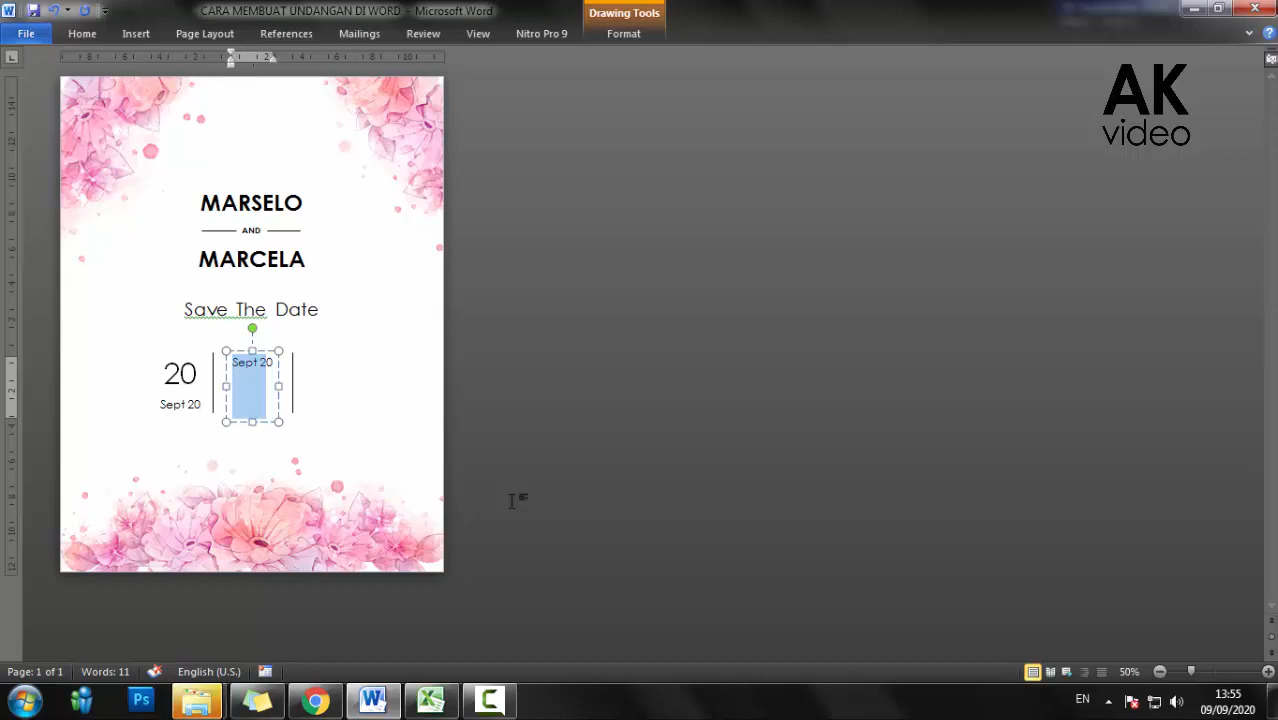 CARA MEMBUAT UNDANGAN DI WORD - Microsoft Word
Drawing Tools
File Home Insert Page Layout References Mailings Review View Nitro Pro 9 Format
AK
video
MARSELO
AND
MARCELA
Save The Date
20
Sept 20
Sept 20
Page: 1 of 1 Words: 11 English (U.S.) 50%
Ps
EN
13:55
09/09/2020